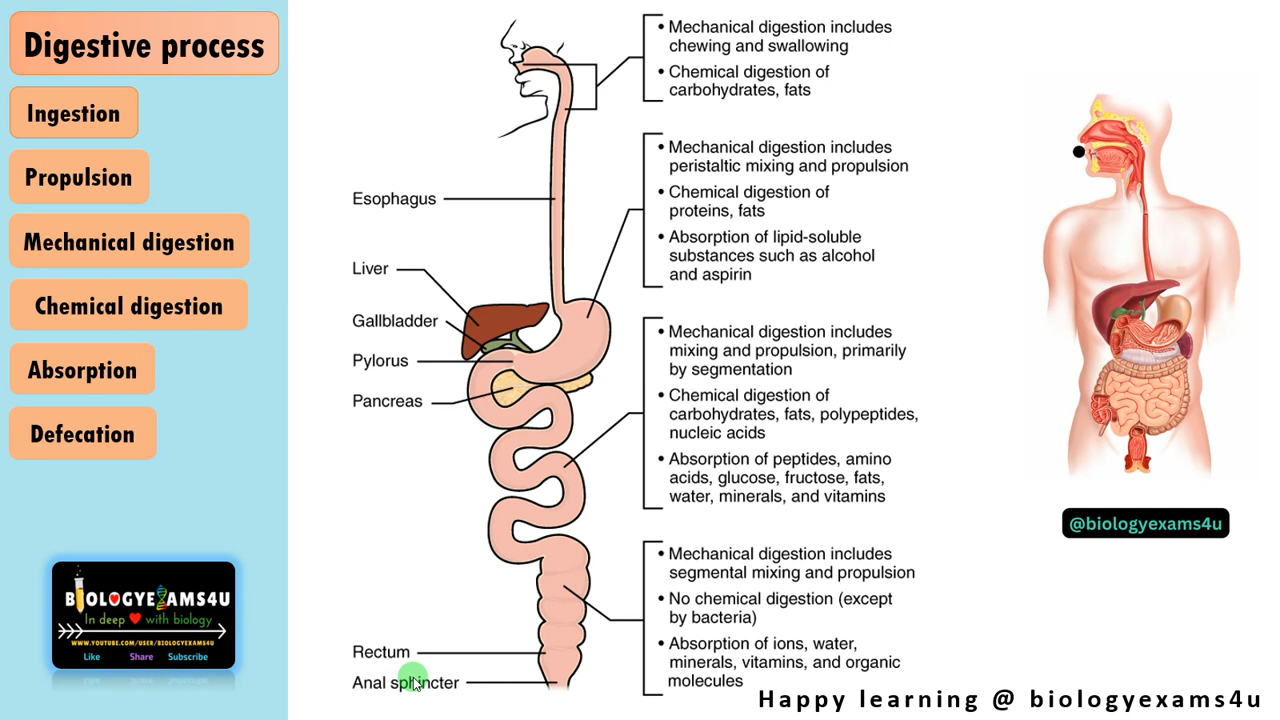 Digestive process
Ingestion
Propulsion
Mechanical digestion
Chemical digestion
Absorption
Defecation
BIOLOGYEXAMS4U
In deep with biology
WWW.YOUTUBE.COM/USER/BIOLOGYEXAMS4U
Like Share Subscribe
Esophagus
Liver
Gallbladder
Pylorus
Pancreas
Rectum
Anal sphincter
• Mechanical digestion includes
chewing and swallowing
• Chemical digestion of
carbohydrates, fats
• Mechanical digestion includes
peristaltic mixing and propulsion
• Chemical digestion of
proteins, fats
• Absorption of lipid-soluble
substances such as alcohol
and aspirin
• Mechanical digestion includes
mixing and propulsion, primarily
by segmentation
• Chemical digestion of
carbohydrates, fats, polypeptides,
nucleic acids
• Absorption of peptides, amino
acids, glucose, fructose, fats,
water, minerals, and vitamins
• Mechanical digestion includes
segmental mixing and propulsion
• No chemical digestion (except
by bacteria)
• Absorption of ions, water,
minerals, vitamins, and organic
molecules
@biologyexams4u
Happy learning @ biologyexams4u